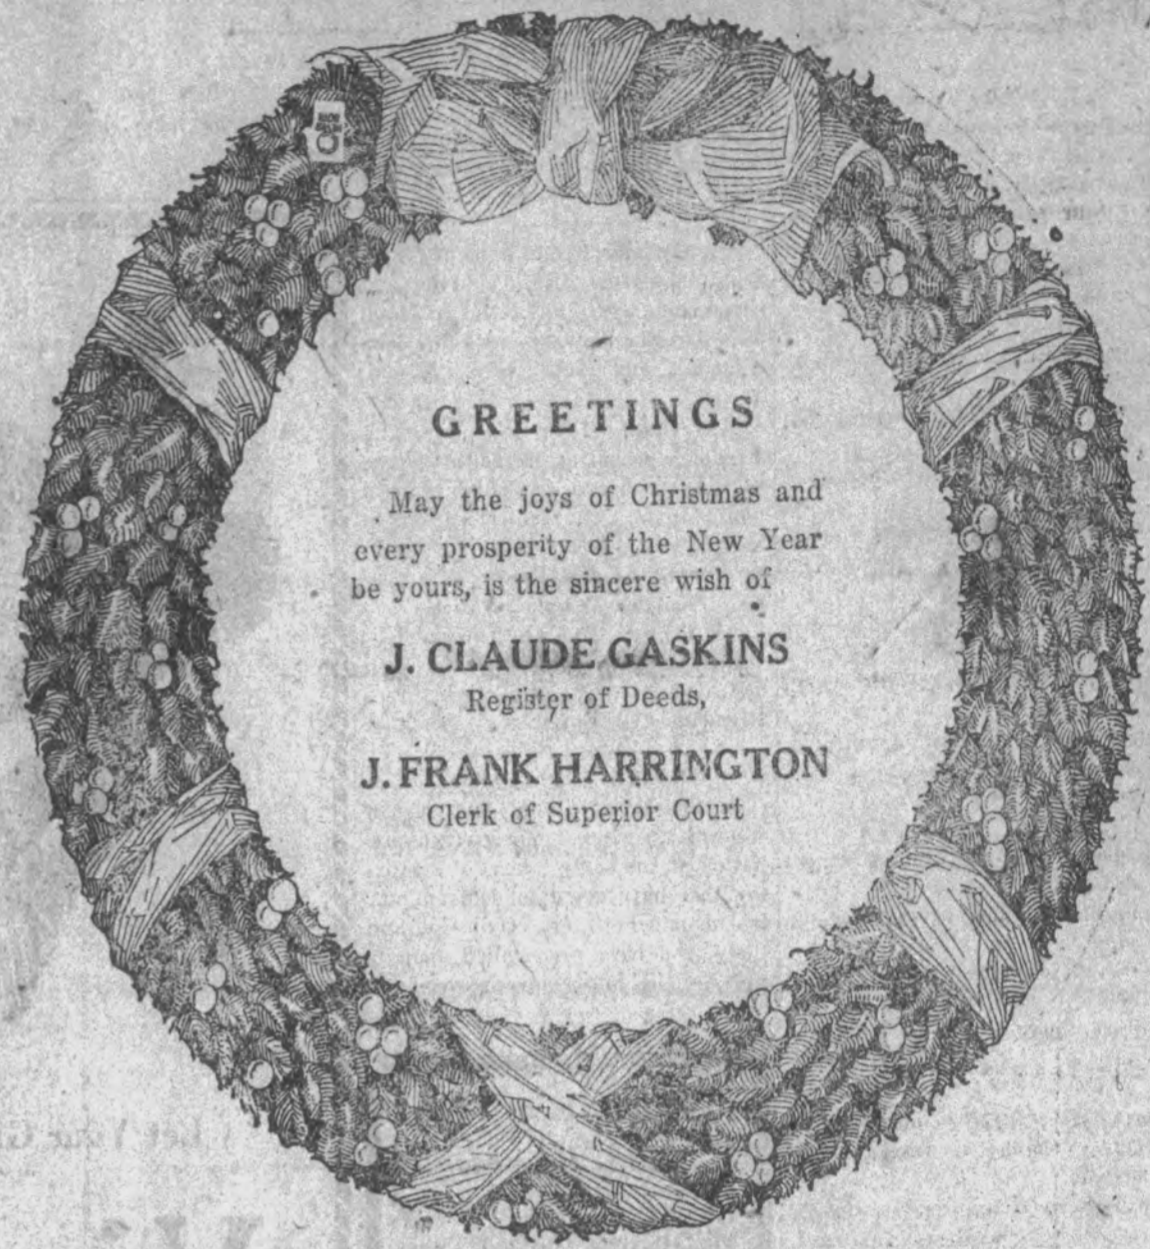 GREETINGS
May the joys of Christmas and
every prosperity of the New Year
be yours, is the sincere wish of
J. CLAUDE GASKINS
Register of Deeds,
J. FRANK HARRINGTON
Clerk of Superior Court